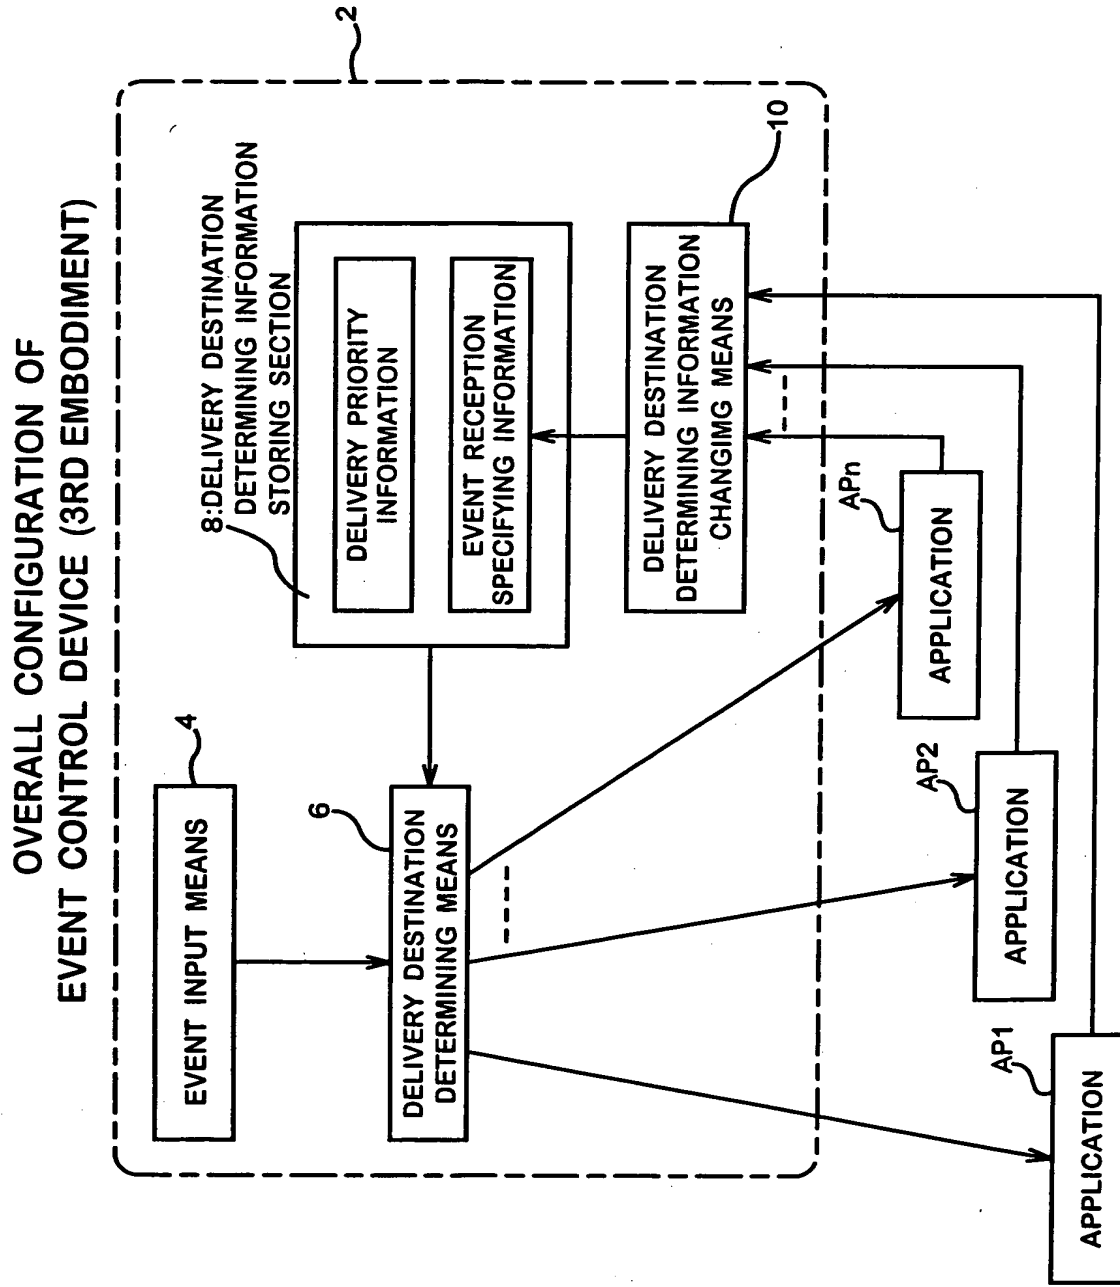 OVERALL CONFIGURATION OF
EVENT CONTROL DEVICE (3RD EMBODIMENT)
2
4
EVENT INPUT MEANS
8:DELIVERY DESTINATION
DETERMINING INFORMATION
STORING SECTION
DELIVERY PRIORITY
INFORMATION
EVENT RECEPTION
SPECIFYING INFORMATION
6
DELIVERY DESTINATION
DETERMINING MEANS
10
DELIVERY DESTINATION
DETERMINING INFORMATION
CHANGIMG MEANS
APn
APPLICATION
AP2
APPLICATION
AP1
APPLICATION